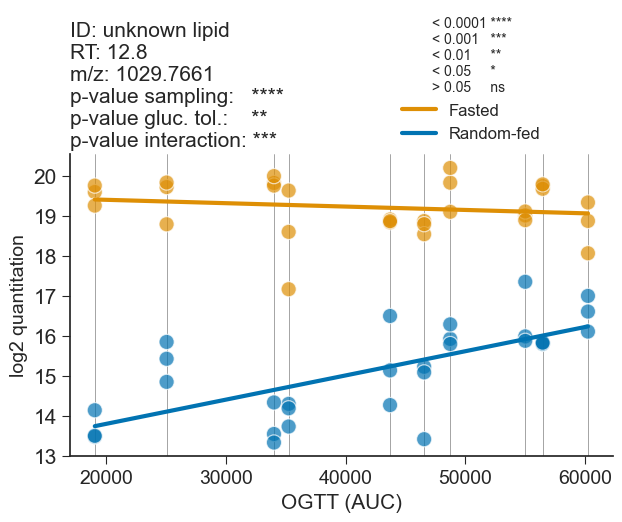 ID: unknown lipid
RT: 12.8
m/z: 1029.7661
p-value sampling: ****
p-value gluc. tol.: **
p-value interaction: ***
< 0.0001 ****
< 0.001 ***
< 0.01 **
< 0.05 *
> 0.05 ns
Fasted
Random-fed
20
19
18
17
16
15
14
13
log2 quantitation
20000 30000 40000 50000 60000
OGTT (AUC)